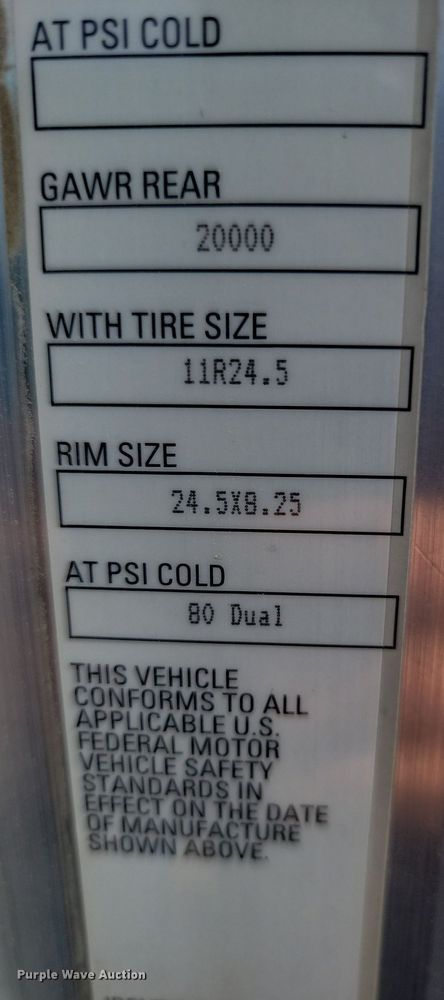 AT PSI COLD
GAWR REAR
20000
WITH TIRE SIZE
11R24.5
RIM SIZE
24.5X8.25
AT PSI COLD
80 Dual
THIS VEHICLE
CONFORMS TO ALL
APPLICABLE U.S.
FEDERAL MOTOR
VEHICLE SAFETY
STANDARDS IN
EFFECT ON THE DATE
OF MANUFACTURE
SHOWN ABOVE.
Purple Wave Auction